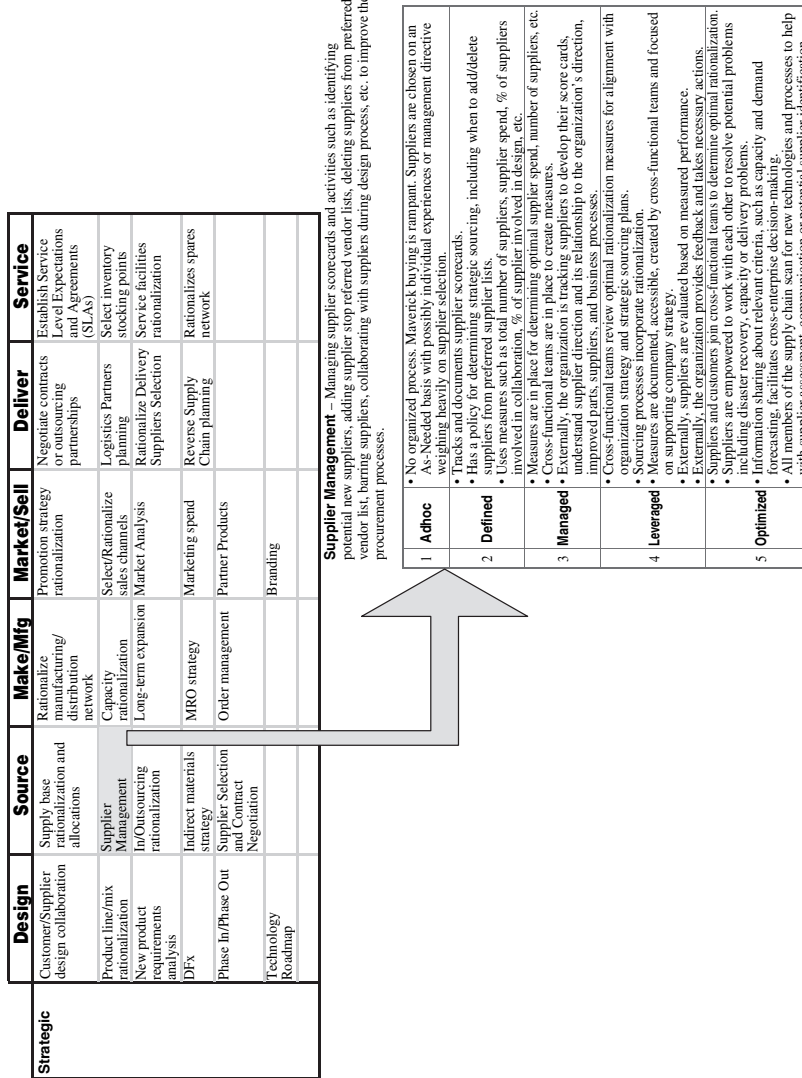 Design
Source
Make/Mfg
Market/Sell
Deliver
Service
Strategic
Customer/Supplier
design collaboration
Supply base
rationalization and
allocations
Rationalize
manufacturing/
distribution
network
Promotion strategy
rationalization
Negotiate contracts
or outsourcing
partnerships
Establish Service
Level Expectations
and Agreements
(SLAs)
Product line/mix
rationalization
Supplier
Management
Capacity
rationalization
Select/Rationalize
sales channels
Logistics Partners
planning
Select inventory
stocking points
New product
requirements
analysis
In/Outsourcing
rationalization
Long-term expansion
Market Analysis
Rationalize Delivery
Suppliers Selection
Service facilities
rationalization
DFx
Indirect materials
strategy
MRO strategy
Marketing spend
Reverse Supply
Chain planning
Rationalizes spares
network
Phase In/Phase Out
Supplier Selection
and Contract
Negotiation
Order management
Partner Products
Technology
Roadmap
Branding
Supplier Management – Managing supplier scorecards and activities such as identifying
potential new suppliers, adding supplier stop referred vendor lists, deleting suppliers from preferred
vendor list, barring suppliers, collaborating with suppliers during design process, etc. to improve the
procurement processes.
1 Adhoc
• No organized process. Maverick buying is rampant. Suppliers are chosen on an
As-Needed basis with possibly individual experiences or management directive
weighing heavily on supplier selection.
2 Defined
• Tracks and documents supplier scorecards.
• Has a policy for determining strategic sourcing, including when to add/delete
suppliers from preferred supplier lists.
• Uses measures such as total number of suppliers, supplier spend, % of suppliers
involved in collaboration, % of supplier involved in design, etc.
3 Managed
• Measures are in place for determining optimal supplier spend, number of suppliers, etc.
• Cross-functional teams are in place to create measures.
• Externally, the organization is tracking suppliers to develop their score cards,
understand supplier direction and its relationship to the organization's direction,
improved parts, suppliers, and business processes.
4 Leveraged
• Cross-functional teams review optimal rationalization measures for alignment with
organization strategy and strategic sourcing plans.
• Sourcing processes incorporate rationalization.
• Measures are documented, accessible, created by cross-functional teams and focused
on supporting company strategy.
• Externally, suppliers are evaluated based on measured performance.
• Externally, the organization provides feedback and takes necessary actions.
5 Optimized
• Suppliers and customers join cross-functional teams to determine optimal rationalization.
• Suppliers are empowered to work with each other to resolve potential problems
including disaster recovery, capacity or delivery problems.
• Information sharing about relevant criteria, such as capacity and demand
forecasting, facilitates cross-enterprise decision-making.
• All members of the supply chain scan for new technologies and processes to help
with supplier assessment, communication or potential supplier identification.